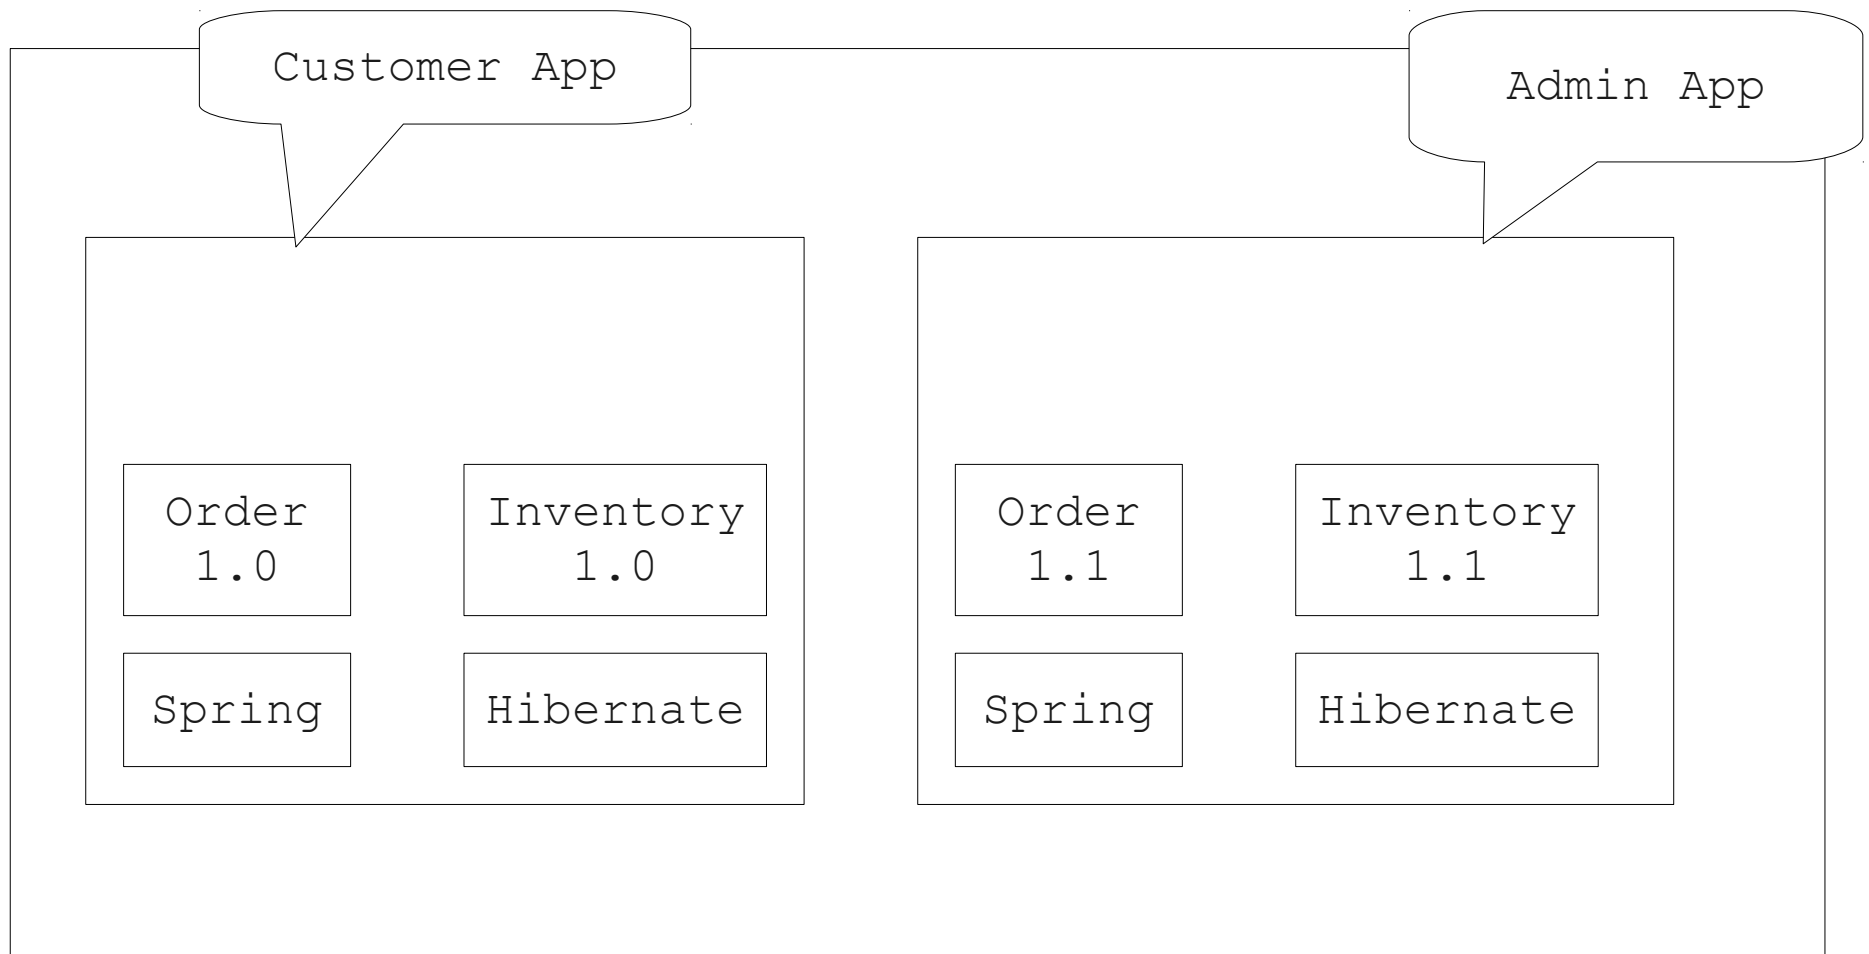 Customer App
Admin App
Order
1.0
Inventory
1.0
Spring
Hibernate
Order
1.1
Inventory
1.1
Spring
Hibernate